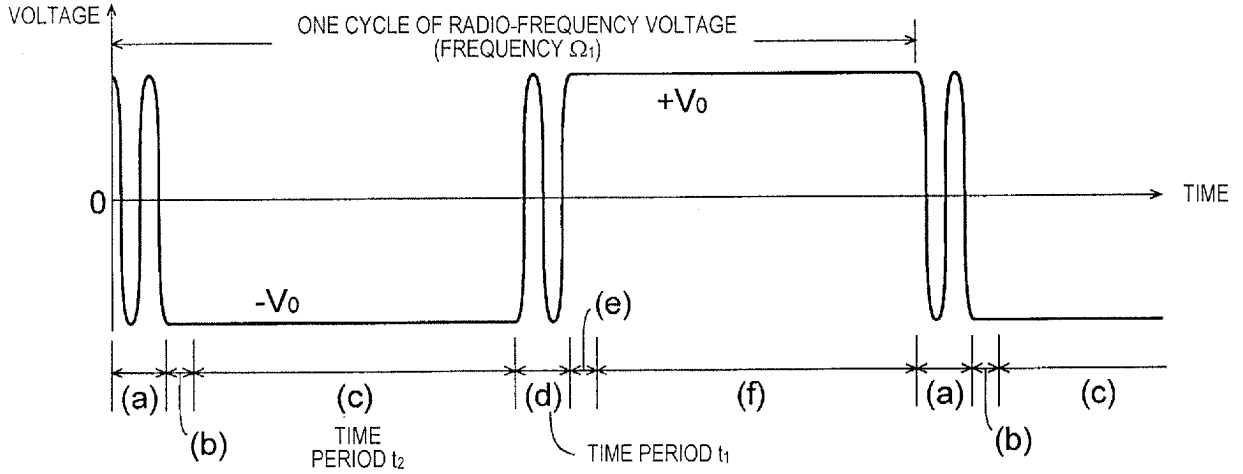 VOLTAGE
ONE CYCLE OF RADIO-FREQUENCY VOLTAGE
(FREQUENCY Ω₁)
+V₀
0
TIME
-V₀
(e)
(a)
(c)
(d)
(f)
(a)
(c)
(b)
TIME
PERIOD t₂
TIME PERIOD t₁
(b)